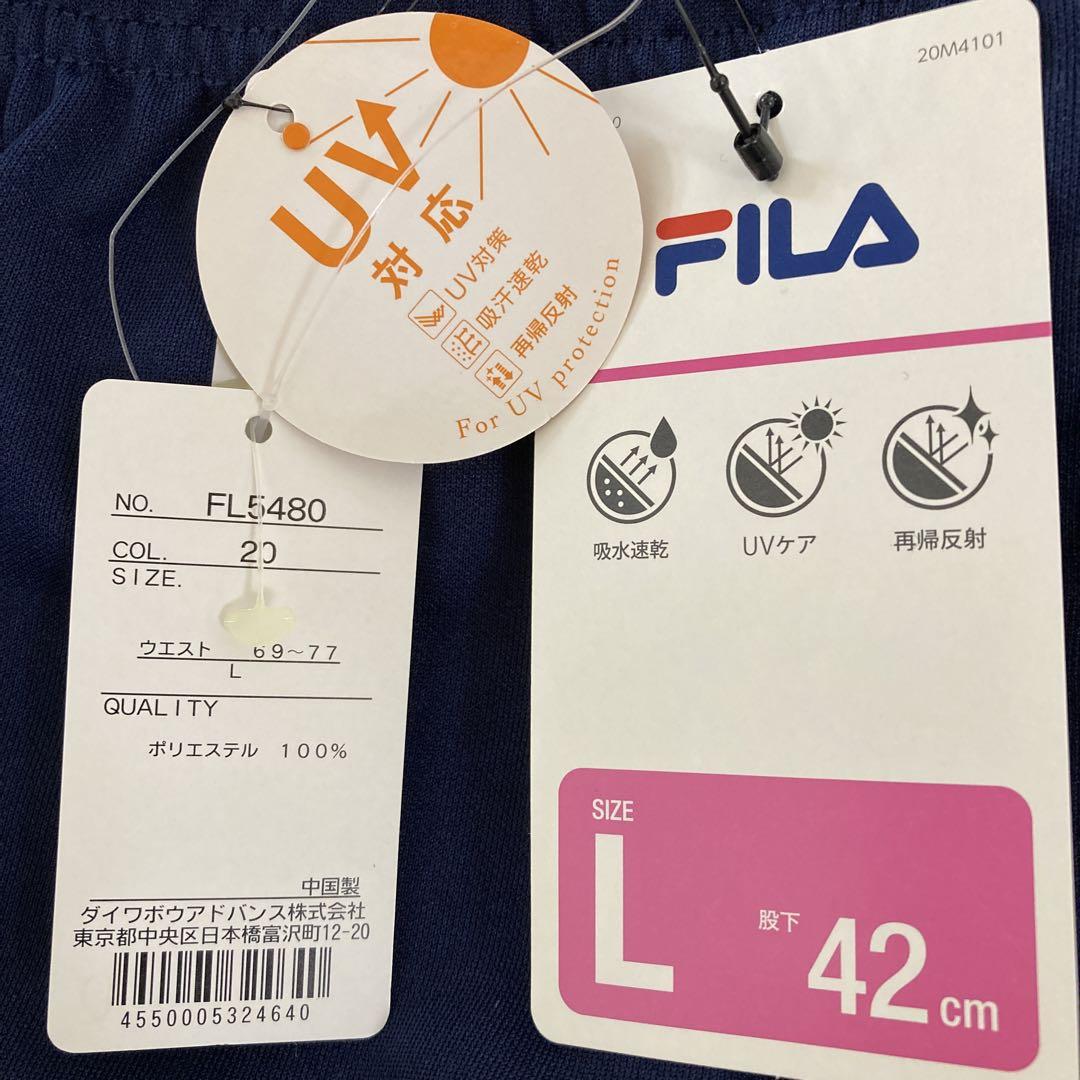 UV
対応
UV対策
吸汗速乾
再帰反射
For UV protection
20M4101
0
FILA
吸水速乾
UVケア
再帰反射
SIZE
L
股下 42cm
NO. FL5480
COL. 20
SIZE.
ウエスト 69~77
L
QUALITY
ポリエステル 100%
中国製
ダイワボウアドバンス株式会社
東京都中央区日本橋富沢町12-20
4550005324640